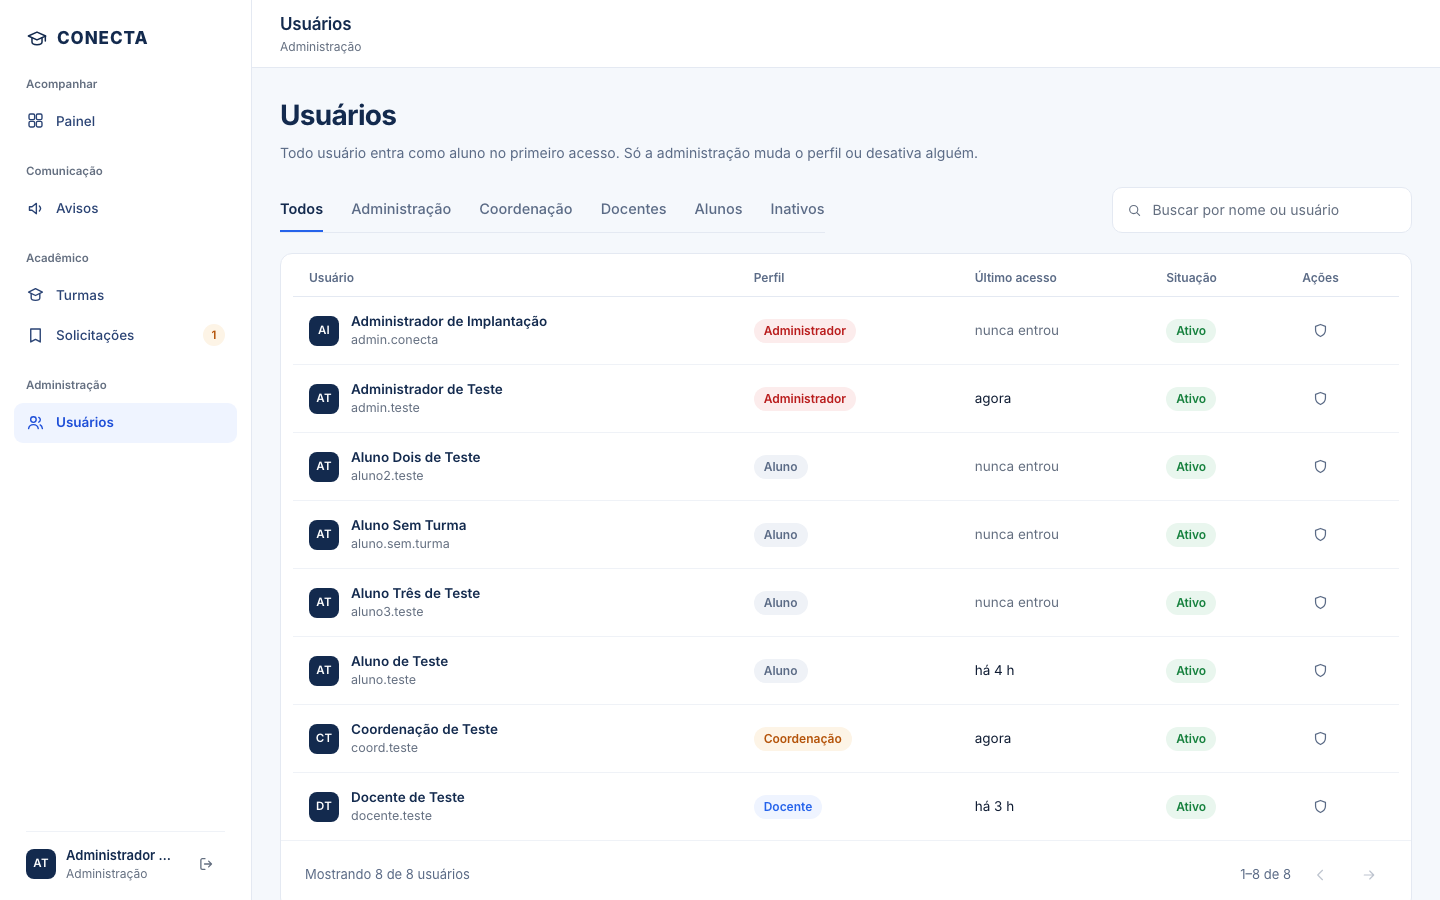 CONECTA
Acompanhar
Painel
Comunicação
Avisos
Acadêmico
Turmas
Solicitações 1
Administração
Usuários
AT Administrador ...
Administração
Usuários
Administração
Usuários
Todo usuário entra como aluno no primeiro acesso. Só a administração muda o perfil ou desativa alguém.
Todos Administração Coordenação Docentes Alunos Inativos
Buscar por nome ou usuário
Usuário Perfil Último acesso Situação Ações
AI Administrador de Implantação Administrador nunca entrou Ativo
admin.conecta
AT Administrador de Teste Administrador agora Ativo
admin.teste
AT Aluno Dois de Teste Aluno nunca entrou Ativo
aluno2.teste
AT Aluno Sem Turma Aluno nunca entrou Ativo
aluno.sem.turma
AT Aluno Três de Teste Aluno nunca entrou Ativo
aluno3.teste
AT Aluno de Teste Aluno há 4 h Ativo
aluno.teste
CT Coordenação de Teste Coordenação agora Ativo
coord.teste
DT Docente de Teste Docente há 3 h Ativo
docente.teste
Mostrando 8 de 8 usuários 1–8 de 8